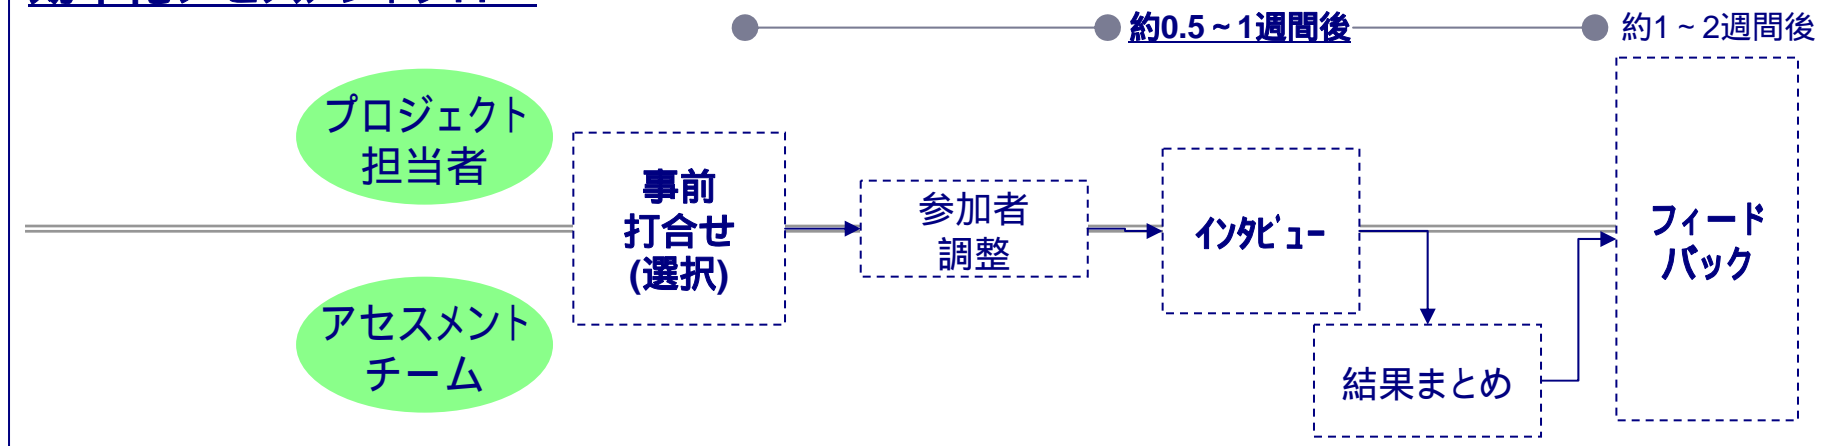 約0.5~1週間後
約1~2週間後
プロジェクト
担当者
事前
打合せ
(選択)
参加者
調整
インタビュー
フィード
バック
アセスメント
チーム
結果まとめ